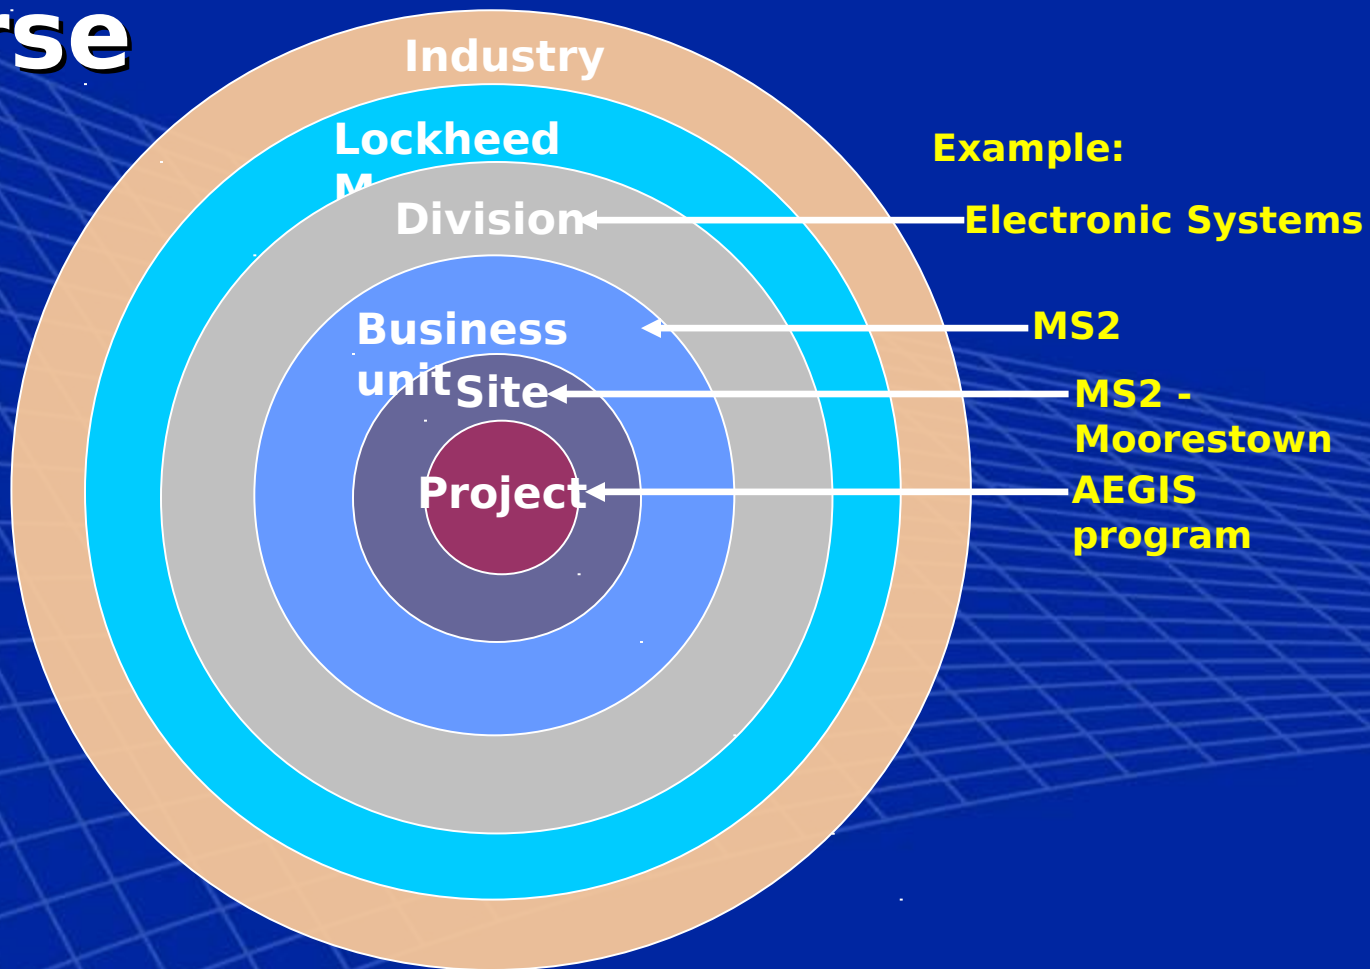 rse
Industry
Lockheed
M
Example:
Division
Electronic Systems
Business
unit
MS2
Site
MS2 -
Moorestown
Project
AEGIS
program